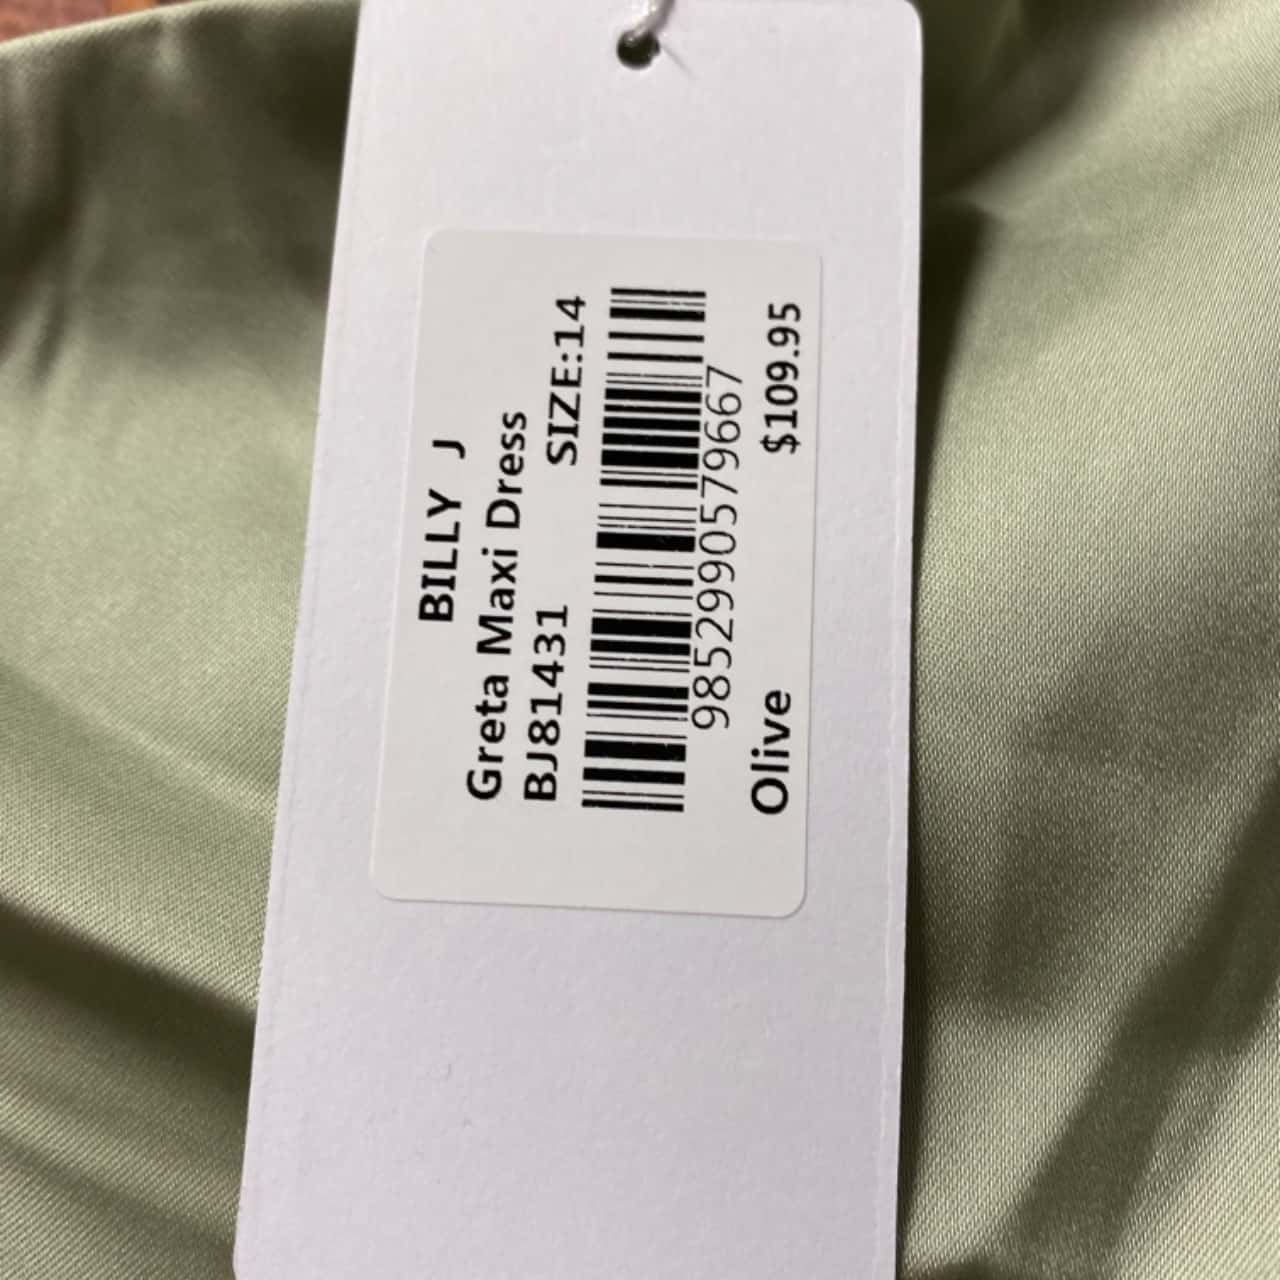 BILLY J
Greta Maxi Dress
BJ81431 SIZE:14
9852990579667
Olive $109.95